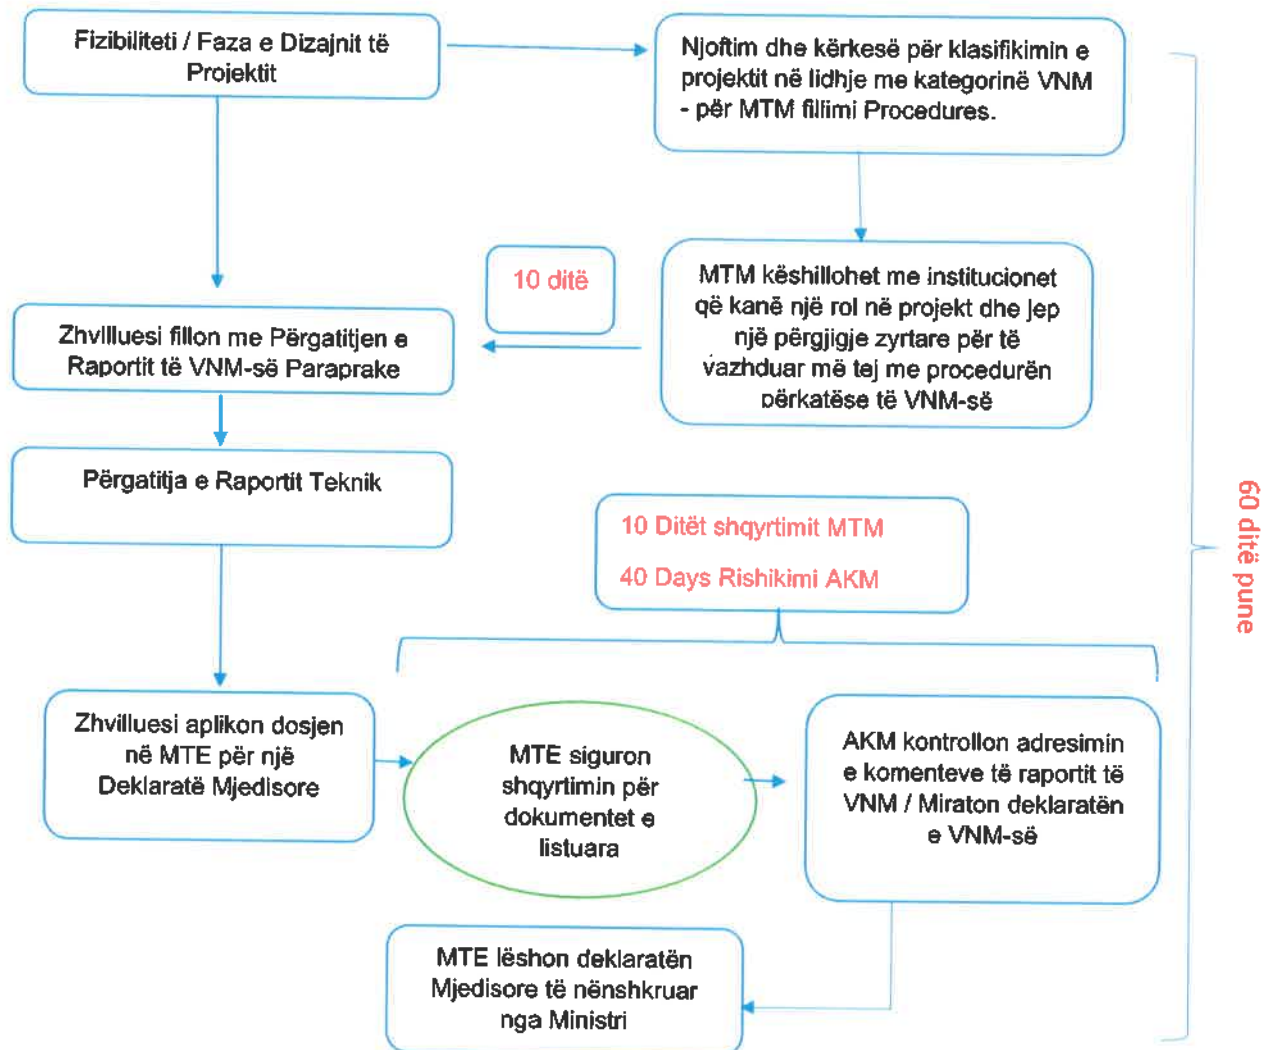 Fizibiliteti / Faza e Dizajnit të
Projektit
Njoftim dhe kërkesë për klasifikimin e
projektit në lidhje me kategorinë VNM
- për MTM fillimi Procedures.
10 ditë
MTM këshillohet me institucionet
që kanë një rol në projekt dhe jep
një përgjigje zyrtare për të
vazhduar më tej me procedurën
përkatëse të VNM-së
Zhvilluesi fillon me Përgatitjen e
Raportit të VNM-së Paraprake
Përgatitja e Raportit Teknik
10 Ditët shqyrtimit MTM
40 Days Rishikimi AKM
60 ditë pune
Zhvilluesi aplikon dosjen
në MTE për një
Deklaratë Mjedisore
MTE siguron
shqyrtimin për
dokumentet e
listuara
AKM kontrollon adresimin
e komenteve të raportit të
VNM / Miraton deklaratën
e VNM-së
MTE lëshon deklaratën
Mjedisore të nënshkruar
nga Ministri